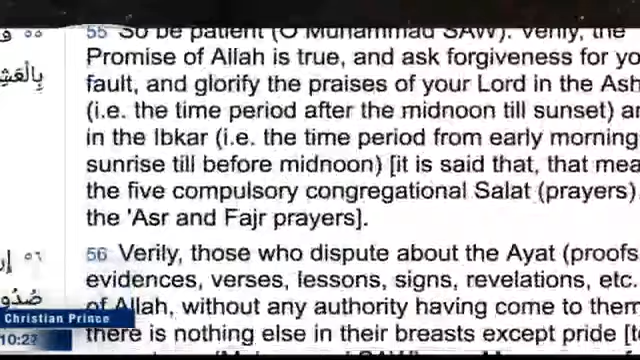 55 So be patient (O Muhammad SAW). Verily, the
Promise of Allah is true, and ask forgiveness for
fault, and glorify the praises of your Lord in the
(i.e. the time period after the midnoon till sunset)
in the Ibkar (i.e. the time period from early morning
sunrise till before midnoon) [it is said that, that
the five compulsory congregational Salat (prayers)
the 'Asr and Fajr prayers].
بِالْعَشِيِّ
56 Verily, those who dispute about the Ayat (proofs
evidences, verses, lessons, signs, revelations, etc.
of Allah, without any authority having come to them
there is nothing else in their breasts except pride
٥٥
٥٦
Christian Prince
10:27